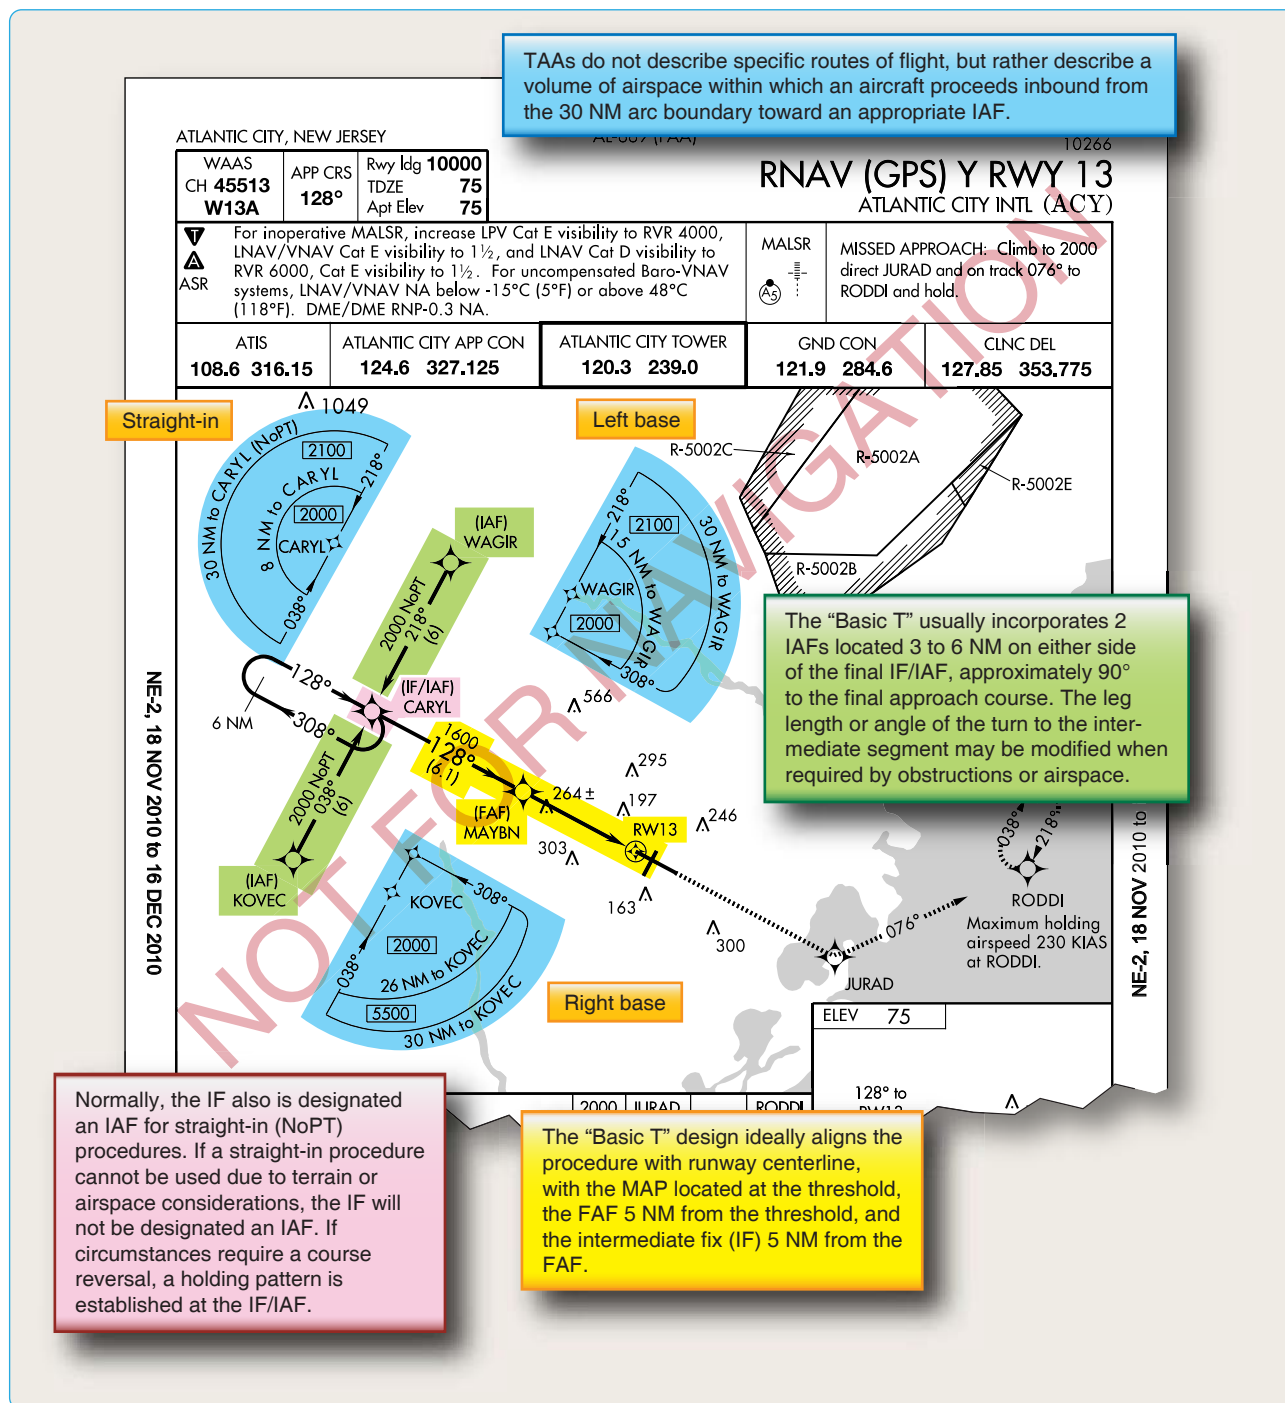 TAAs do not describe specific routes of flight, but rather describe a
volume of airspace within which an aircraft proceeds inbound from
the 30 NM arc boundary toward an appropriate IAF.
ATLANTIC CITY, NEW JERSEY
10266
WAAS
CH 45513
W13A
APP CRS
128°
Rwy ldg 10000
TDZE 75
Apt Elev 75
RNAV (GPS) Y RWY 13
ATLANTIC CITY INTL (ACY)
T
A
ASR
For inoperative MALSR, increase LPV Cat E visibility to RVR 4000,
LNAV/VNAV Cat E visibility to 1½, and LNAV Cat D visibility to
RVR 6000, Cat E visibility to 1½. For uncompensated Baro-VNAV
systems, LNAV/VNAV NA below -15°C (5°F) or above 48°C
(118°F). DME/DME RNP-0.3 NA.
MALSR
A5
MISSED APPROACH: Climb to 2000
direct JURAD and on track 076° to
RODDI and hold.
ATIS
108.6 316.15
ATLANTIC CITY APP CON
124.6 327.125
ATLANTIC CITY TOWER
120.3 239.0
GND CON
121.9 284.6
CLNC DEL
127.85 353.775
NOT FOR NAVIGATION
Straight-in
1049
Left base
30 NM to CARYL (NoPT)
2100
8 NM to CARYL
218°
2000
CARYL
038°
(IAF)
WAGIR
2000 NoPT
218°
(6)
218°
2100
30 NM to WAGIR
15 NM to WAGIR
WAGIR
2000
308°
R-5002C
R-5002A
R-5002E
R-5002B
The “Basic T” usually incorporates 2
IAFs located 3 to 6 NM on either side
of the final IF/IAF, approximately 90°
to the final approach course. The leg
length or angle of the turn to the inter-
mediate segment may be modified when
required by obstructions or airspace.
128°
6 NM
308°
(IF/IAF)
CARYL
566
1600
128°
(6.1)
2000 NoPT
038°
(6)
(IAF)
KOVEC
(FAF)
MAYBN
264±
295
197
246
RW13
303
163
300
038°
218°
RODDI
Maximum holding
airspeed 230 KIAS
at RODDI.
076°
JURAD
308°
KOVEC
2000
038°
26 NM to KOVEC
5500
30 NM to KOVEC
Right base
ELEV 75
128° to
NE-2, 18 NOV 2010 to 16 DEC 2010
NE-2, 18 NOV 2010 to
2000 JURAD RODDI
Normally, the IF also is designated
an IAF for straight-in (NoPT)
procedures. If a straight-in procedure
cannot be used due to terrain or
airspace considerations, the IF will
not be designated an IAF. If
circumstances require a course
reversal, a holding pattern is
established at the IF/IAF.
The “Basic T” design ideally aligns the
procedure with runway centerline,
with the MAP located at the threshold,
the FAF 5 NM from the threshold, and
the intermediate fix (IF) 5 NM from the
FAF.